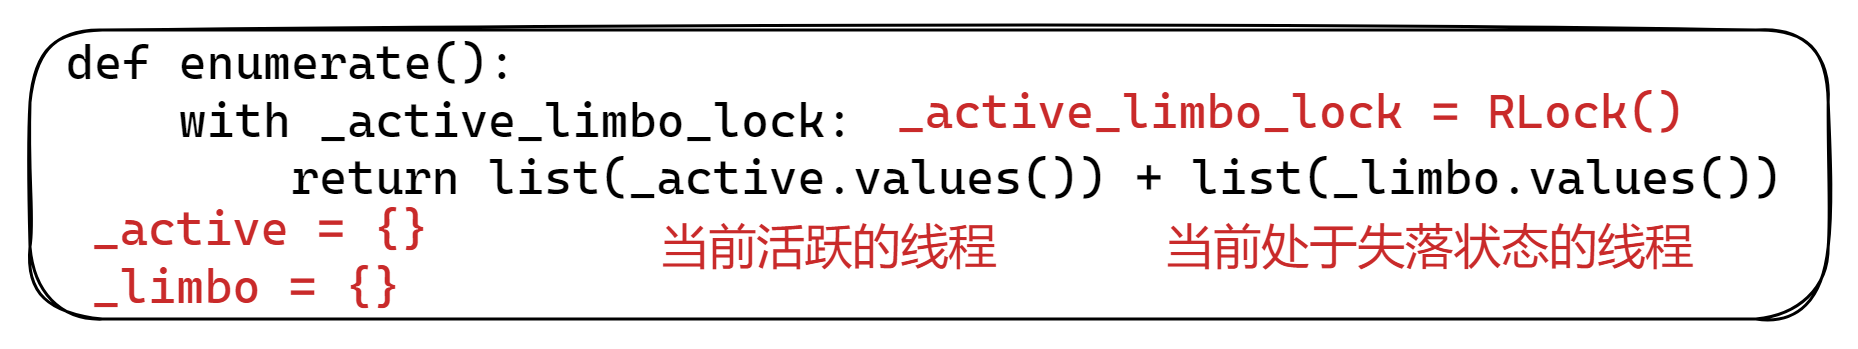 def enumerate():
    with _active_limbo_lock: _active_limbo_lock = RLock()
        return list(_active.values()) + list(_limbo.values())
_active = {} 当前活跃的线程 当前处于失落状态的线程
_limbo = {}